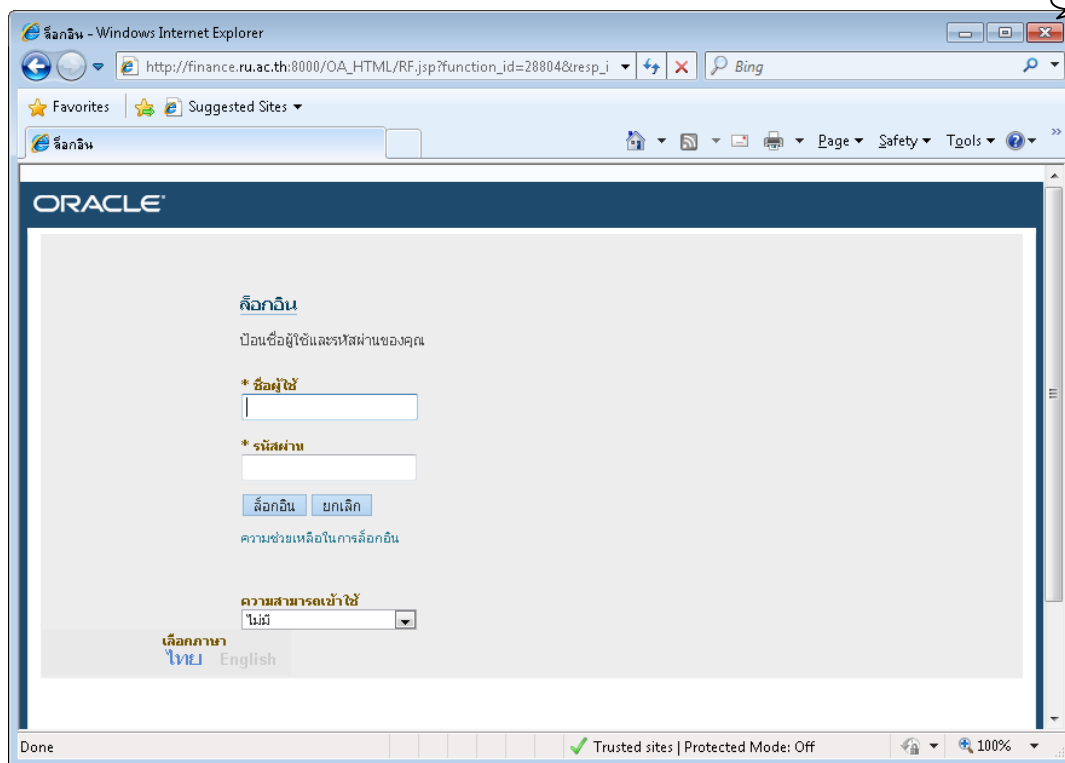 ล็อกอิน - Windows Internet Explorer
http://finance.ru.ac.th:8000/OA_HTML/RF.jsp?function_id=28804&resp_i
Bing
Favorites Suggested Sites
ล็อกอิน Page Safety Tools
ORACLE
ล็อกอิน
ป้อนชื่อผู้ใช้และรหัสผ่านของคุณ
* ชื่อผู้ใช้
* รหัสผ่าน
ล็อกอิน ยกเลิก
ความช่วยเหลือในการล็อกอิน
ความสามารถเข้าใช้
ไม่มี
เลือกภาษา
ไทย English
Done Trusted sites | Protected Mode: Off 100%